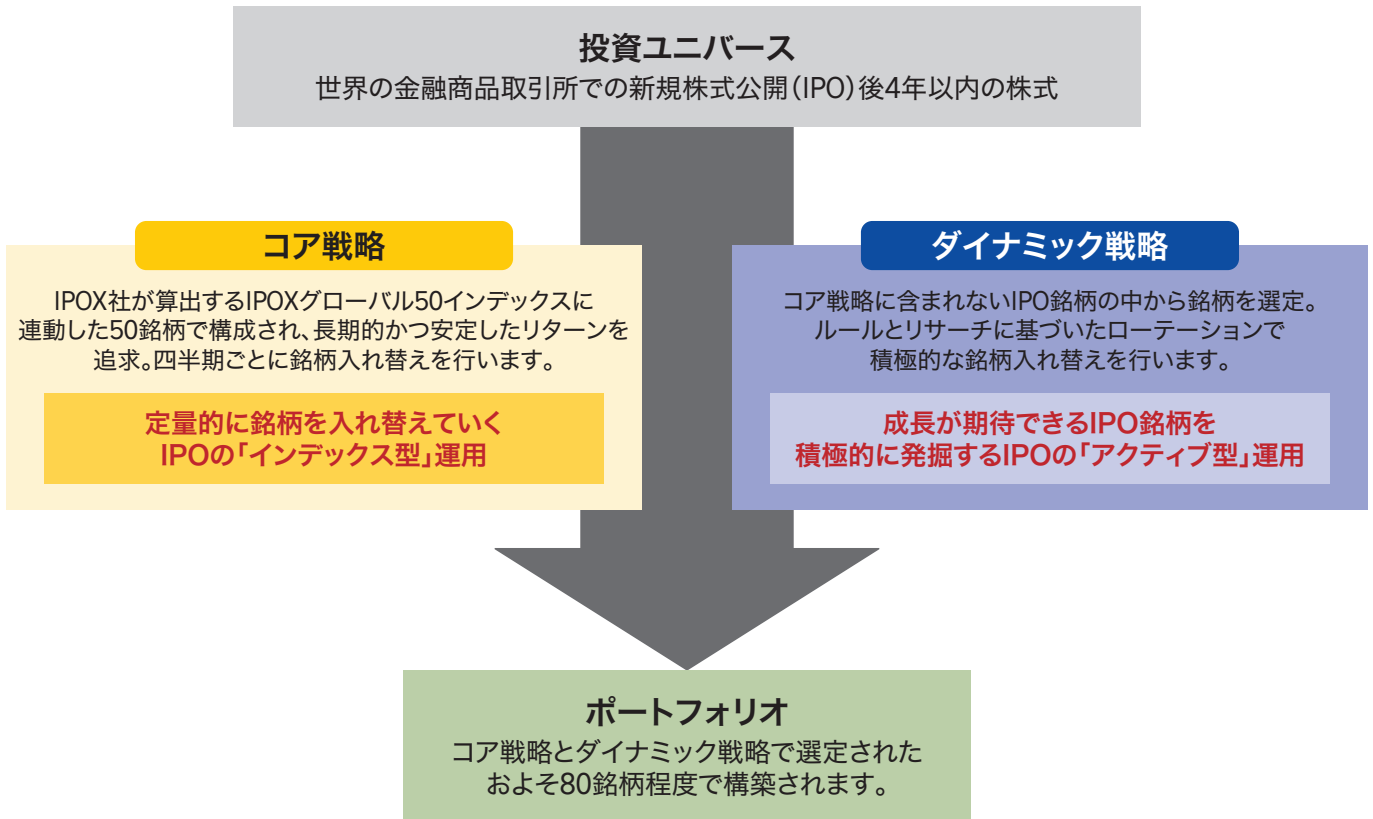 投資ユニバース
世界の金融商品取引所での新規株式公開（IPO）後4年以内の株式
コア戦略
IPOX社が算出するIPOXグローバル50インデックスに
連動した50銘柄で構成され、長期的かつ安定したリターンを
追求。四半期ごとに銘柄入れ替えを行います。
定量的に銘柄を入れ替えていく
IPOの「インデックス型」運用
ダイナミック戦略
コア戦略に含まれないIPO銘柄の中から銘柄を選定。
ルールとリサーチに基づいたローテーションで
積極的な銘柄入れ替えを行います。
成長が期待できるIPO銘柄を
積極的に発掘するIPOの「アクティブ型」運用
ポートフォリオ
コア戦略とダイナミック戦略で選定された
およそ80銘柄程度で構築されます。